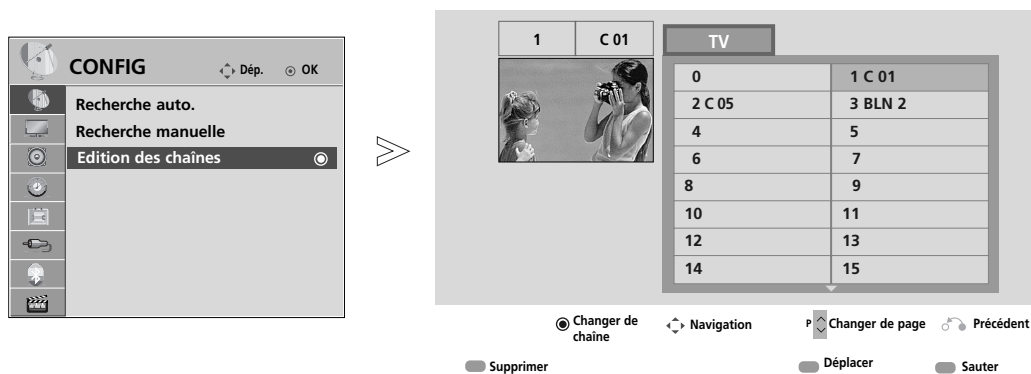 CONFIG Dép. OK
Recherche auto.
Recherche manuelle
Edition des chaînes
1 C 01
TV
0 1 C 01
2 C 05 3 BLN 2
4 5
6 7
8 9
10 11
12 13
14 15
Changer de chaîne Navigation P Changer de page Précédent
Supprimer Déplacer Sauter